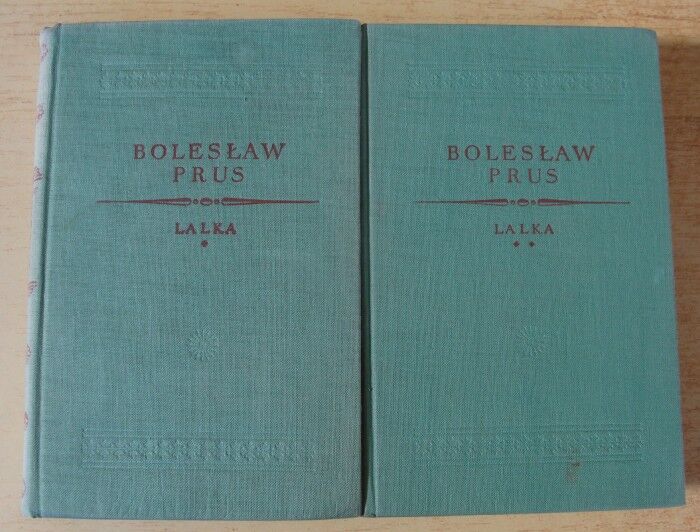 BOLESŁAW
PRUS
LALKA
*
BOLESŁAW
PRUS
LALKA
* *